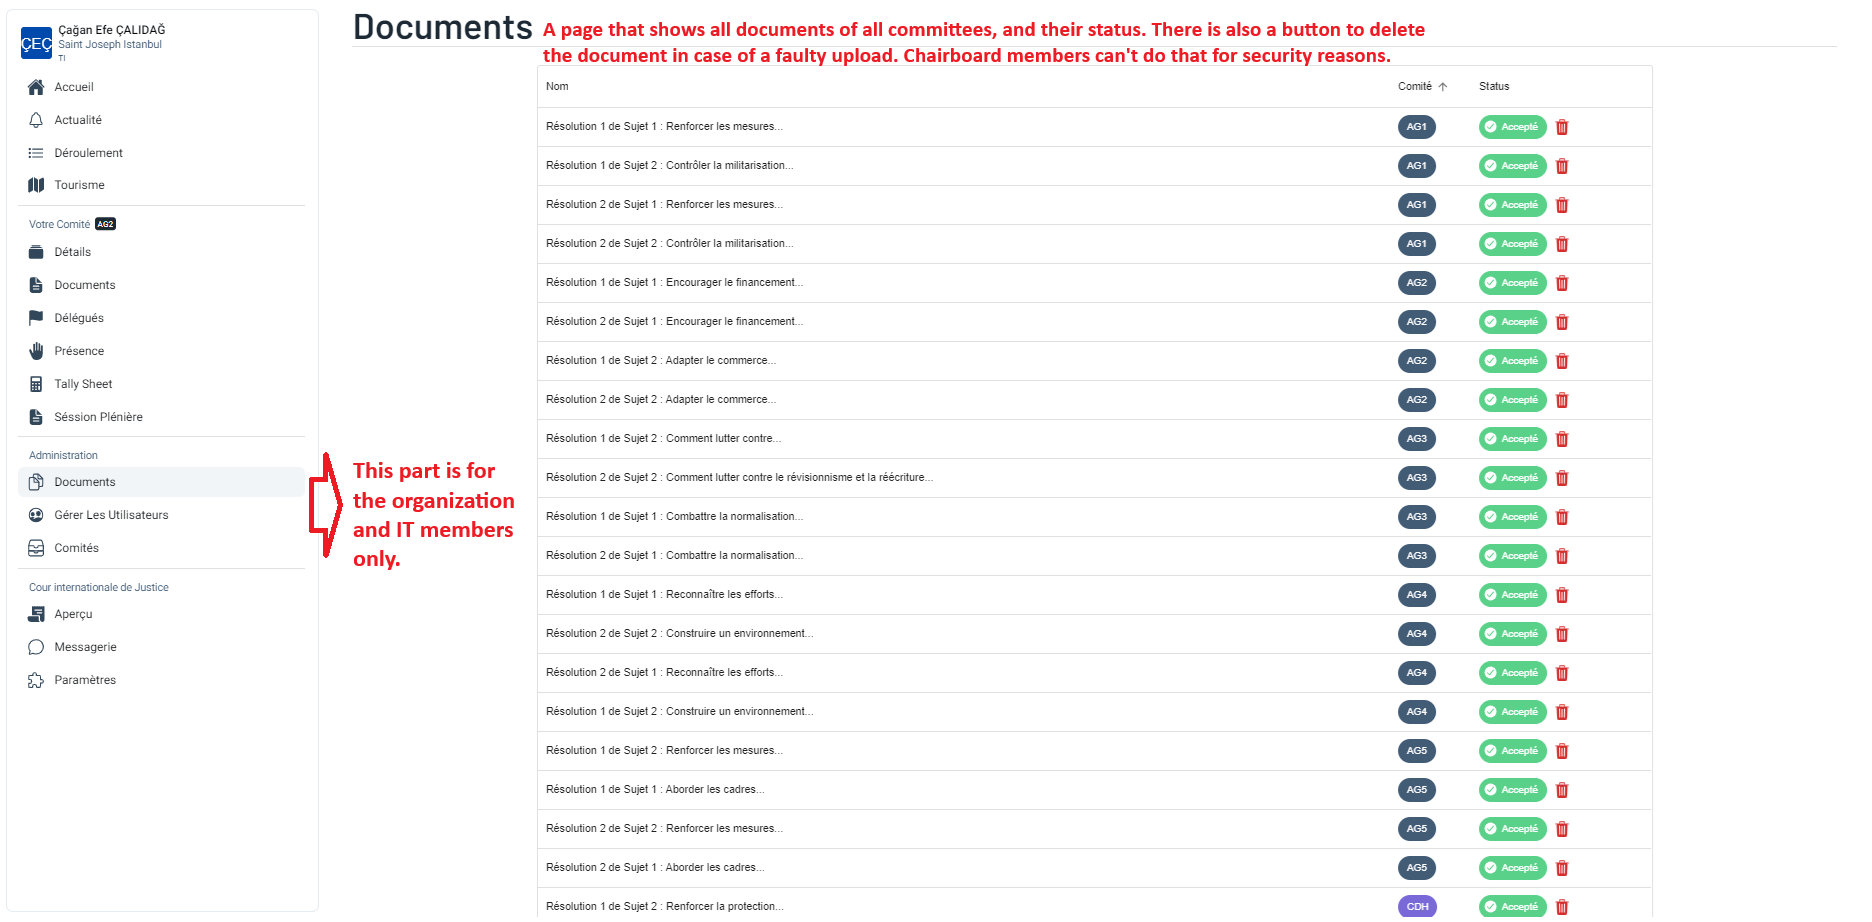 ÇEÇ
Çağan Efe ÇALIDAĞ
Saint Joseph Istanbul
TI
Accueil
Actualité
Déroulement
Tourisme
Votre Comité AG2
Détails
Documents
Délégués
Présence
Tally Sheet
Séssion Plénière
Administration
Documents
Gérer Les Utilisateurs
Comités
Cour internationale de Justice
Aperçu
Messagerie
Paramètres
This part is for
the organization
and IT members
only.
Documents
A page that shows all documents of all committees, and their status. There is also a button to delete
the document in case of a faulty upload. Chairboard members can't do that for security reasons.
Nom Comité Status
Résolution 1 de Sujet 1 : Renforcer les mesures... AG1 Accepté
Résolution 1 de Sujet 2 : Contrôler la militarisation... AG1 Accepté
Résolution 2 de Sujet 1 : Renforcer les mesures... AG1 Accepté
Résolution 2 de Sujet 2 : Contrôler la militarisation... AG1 Accepté
Résolution 1 de Sujet 1 : Encourager le financement... AG2 Accepté
Résolution 2 de Sujet 1 : Encourager le financement... AG2 Accepté
Résolution 1 de Sujet 2 : Adapter le commerce... AG2 Accepté
Résolution 2 de Sujet 2 : Adapter le commerce... AG2 Accepté
Résolution 1 de Sujet 2 : Comment lutter contre... AG3 Accepté
Résolution 2 de Sujet 2 : Comment lutter contre le révisionnisme et la réécriture... AG3 Accepté
Résolution 1 de Sujet 1 : Combattre la normalisation... AG3 Accepté
Résolution 2 de Sujet 1 : Combattre la normalisation... AG3 Accepté
Résolution 1 de Sujet 1 : Reconnaître les efforts... AG4 Accepté
Résolution 2 de Sujet 2 : Construire un environnement... AG4 Accepté
Résolution 2 de Sujet 1 : Reconnaître les efforts... AG4 Accepté
Résolution 1 de Sujet 2 : Construire un environnement... AG4 Accepté
Résolution 1 de Sujet 2 : Renforcer les mesures... AG5 Accepté
Résolution 1 de Sujet 1 : Aborder les cadres... AG5 Accepté
Résolution 2 de Sujet 2 : Renforcer les mesures... AG5 Accepté
Résolution 2 de Sujet 1 : Aborder les cadres... AG5 Accepté
Résolution 1 de Sujet 2 : Renforcer la protection... CDH Accepté